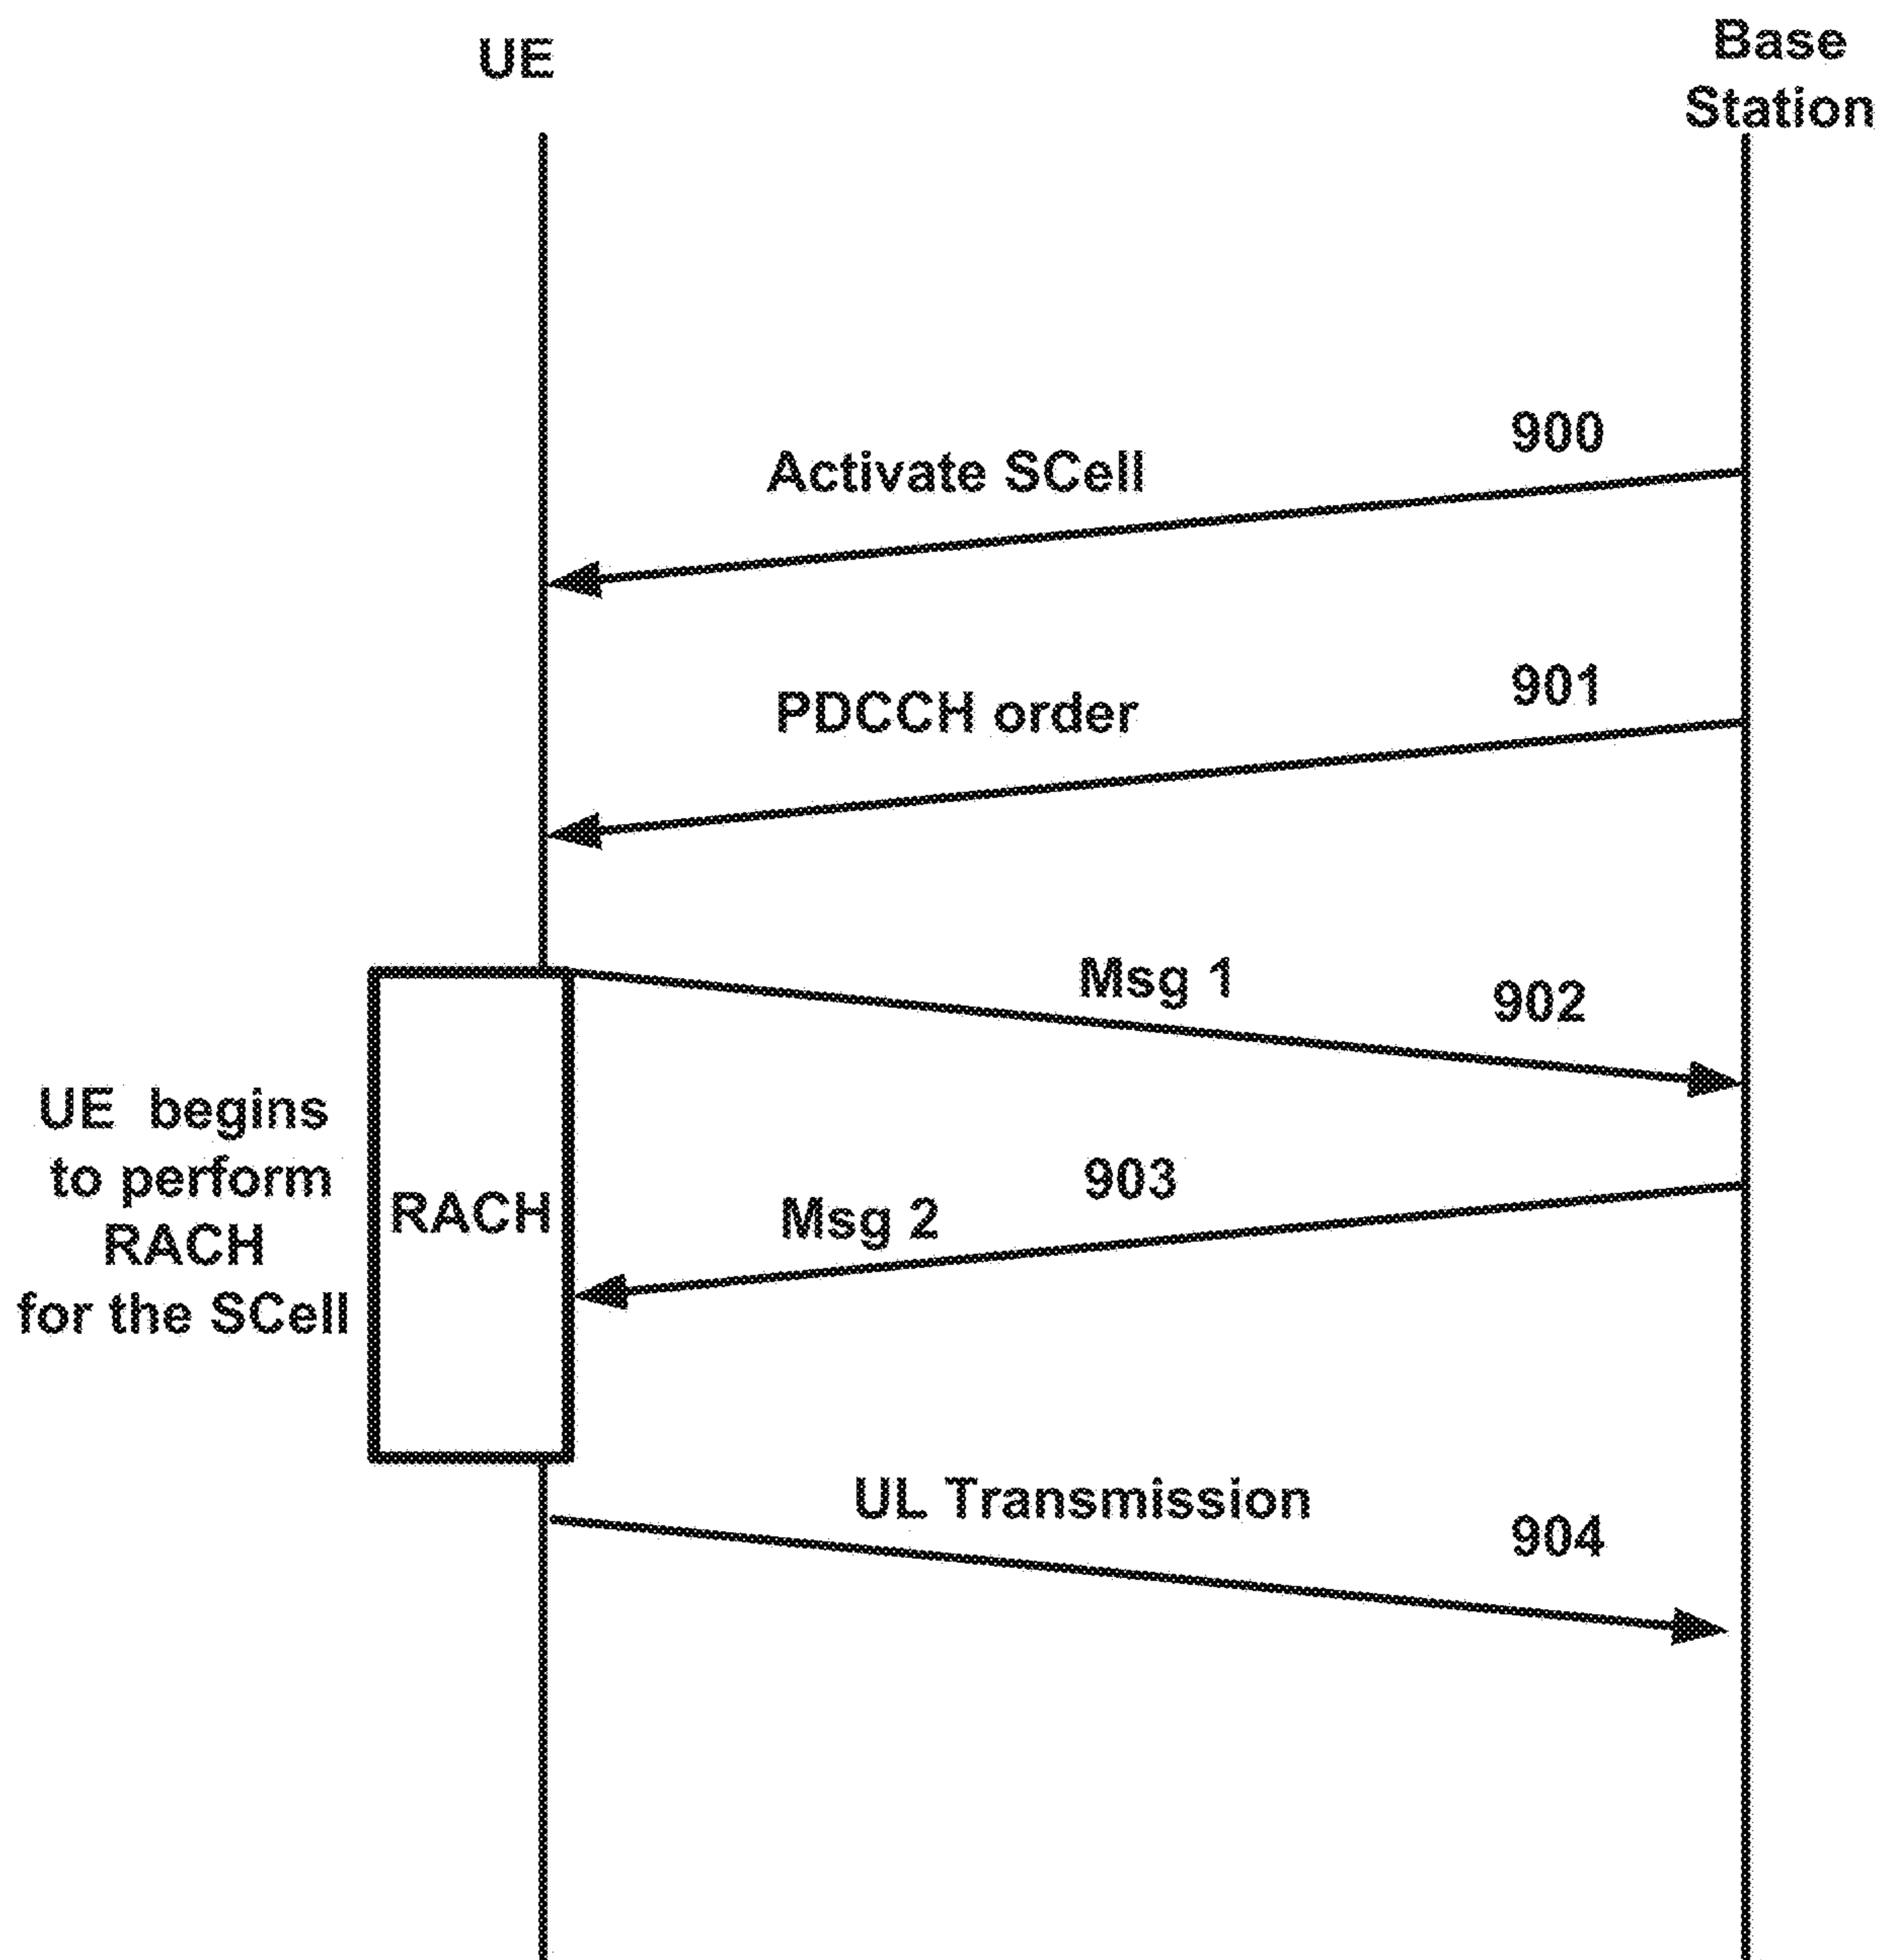 UE
Base
Station
900
Activate SCell
901
PDCCH order
Msg 1
902
UE begins
to perform
RACH
for the SCell
RACH
903
Msg 2
UL Transmission
904